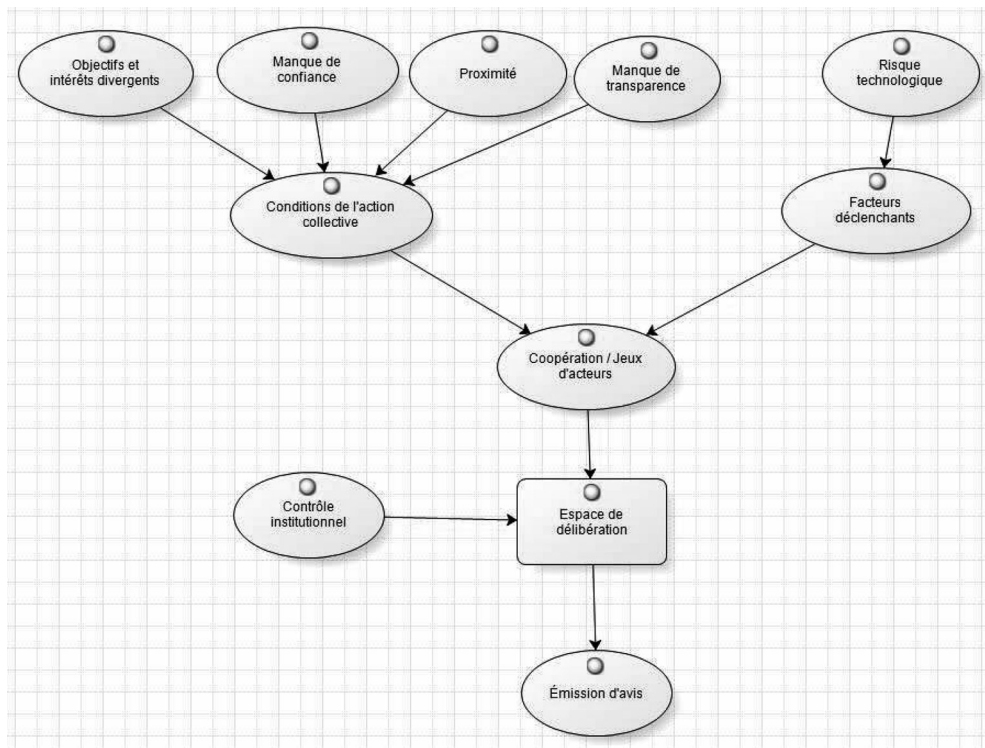 Objectifs et
intérêts divergents
Manque de
confiance
Proximité
Manque de
transparence
Risque
technologique
Conditions de l'action
collective
Facteurs
déclenchants
Coopération / Jeux
d'acteurs
Contrôle
institutionnel
Espace de
délibération
Émission d'avis